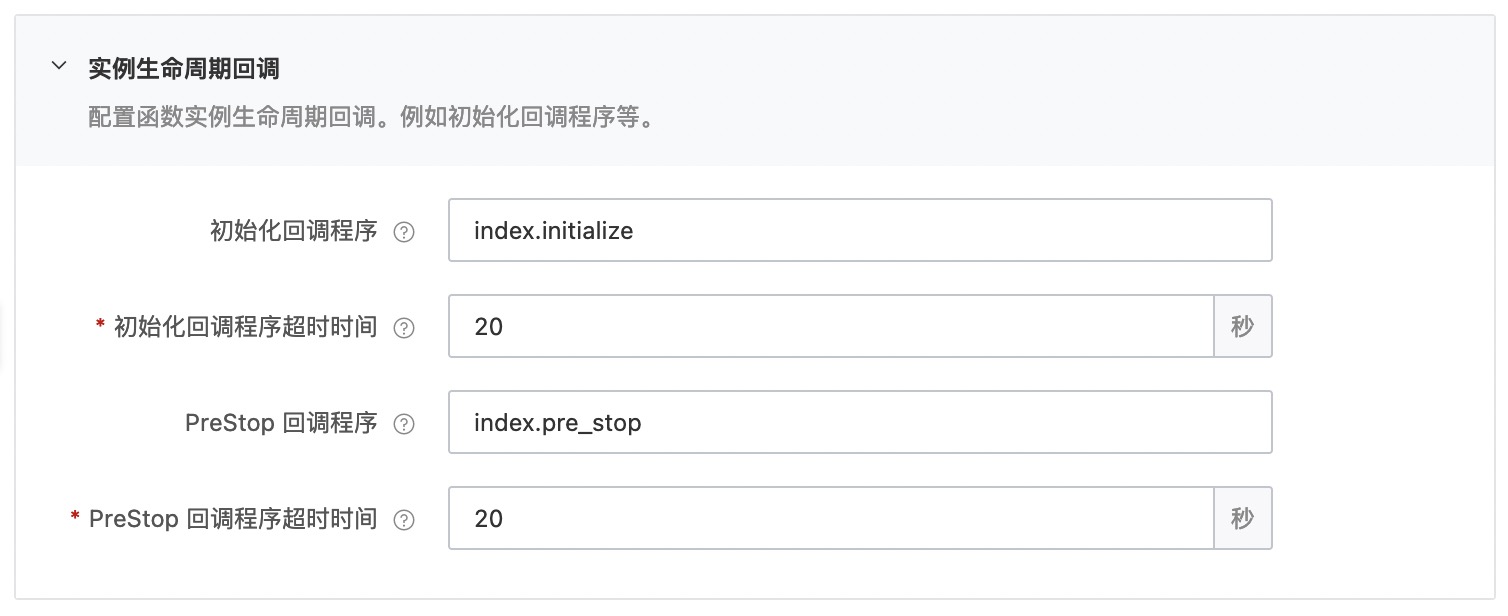 实例生命周期回调
配置函数实例生命周期回调。例如初始化回调程序等。
初始化回调程序 ? index.initialize
* 初始化回调程序超时时间 ? 20 秒
PreStop 回调程序 ? index.pre_stop
* PreStop 回调程序超时时间 ? 20 秒